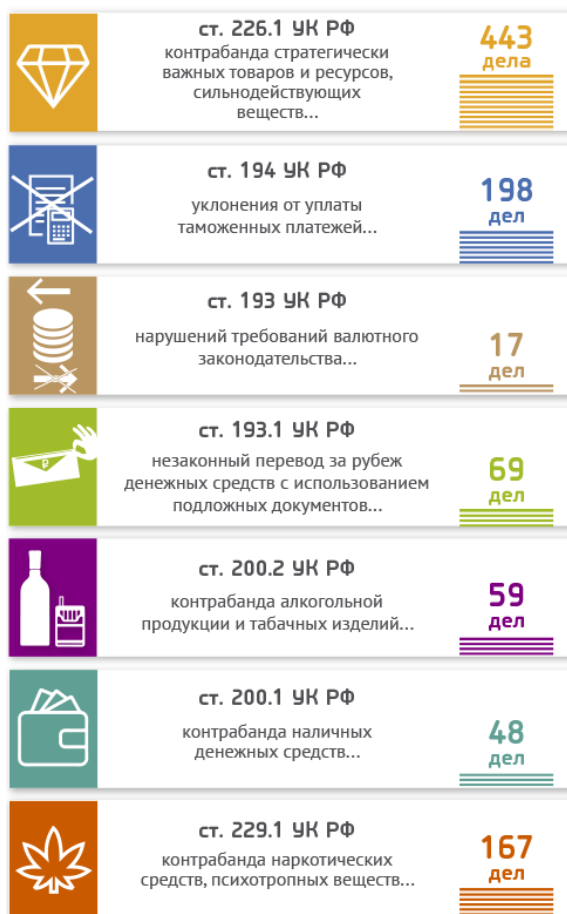 ст. 226.1 УК РФ
контрабанда стратегически
важных товаров и ресурсов,
сильнодействующих
веществ...
443
дела
ст. 194 УК РФ
уклонения от уплаты
таможенных платежей...
198
дел
ст. 193 УК РФ
нарушений требований валютного
законодательства...
17
дел
ст. 193.1 УК РФ
незаконный перевод за рубеж
денежных средств с использованием
подложных документов...
69
дел
ст. 200.2 УК РФ
контрабанда алкогольной
продукции и табачных изделий...
59
дел
ст. 200.1 УК РФ
контрабанда наличных
денежных средств...
48
дел
ст. 229.1 УК РФ
контрабанда наркотических
средств, психотропных веществ...
167
дел